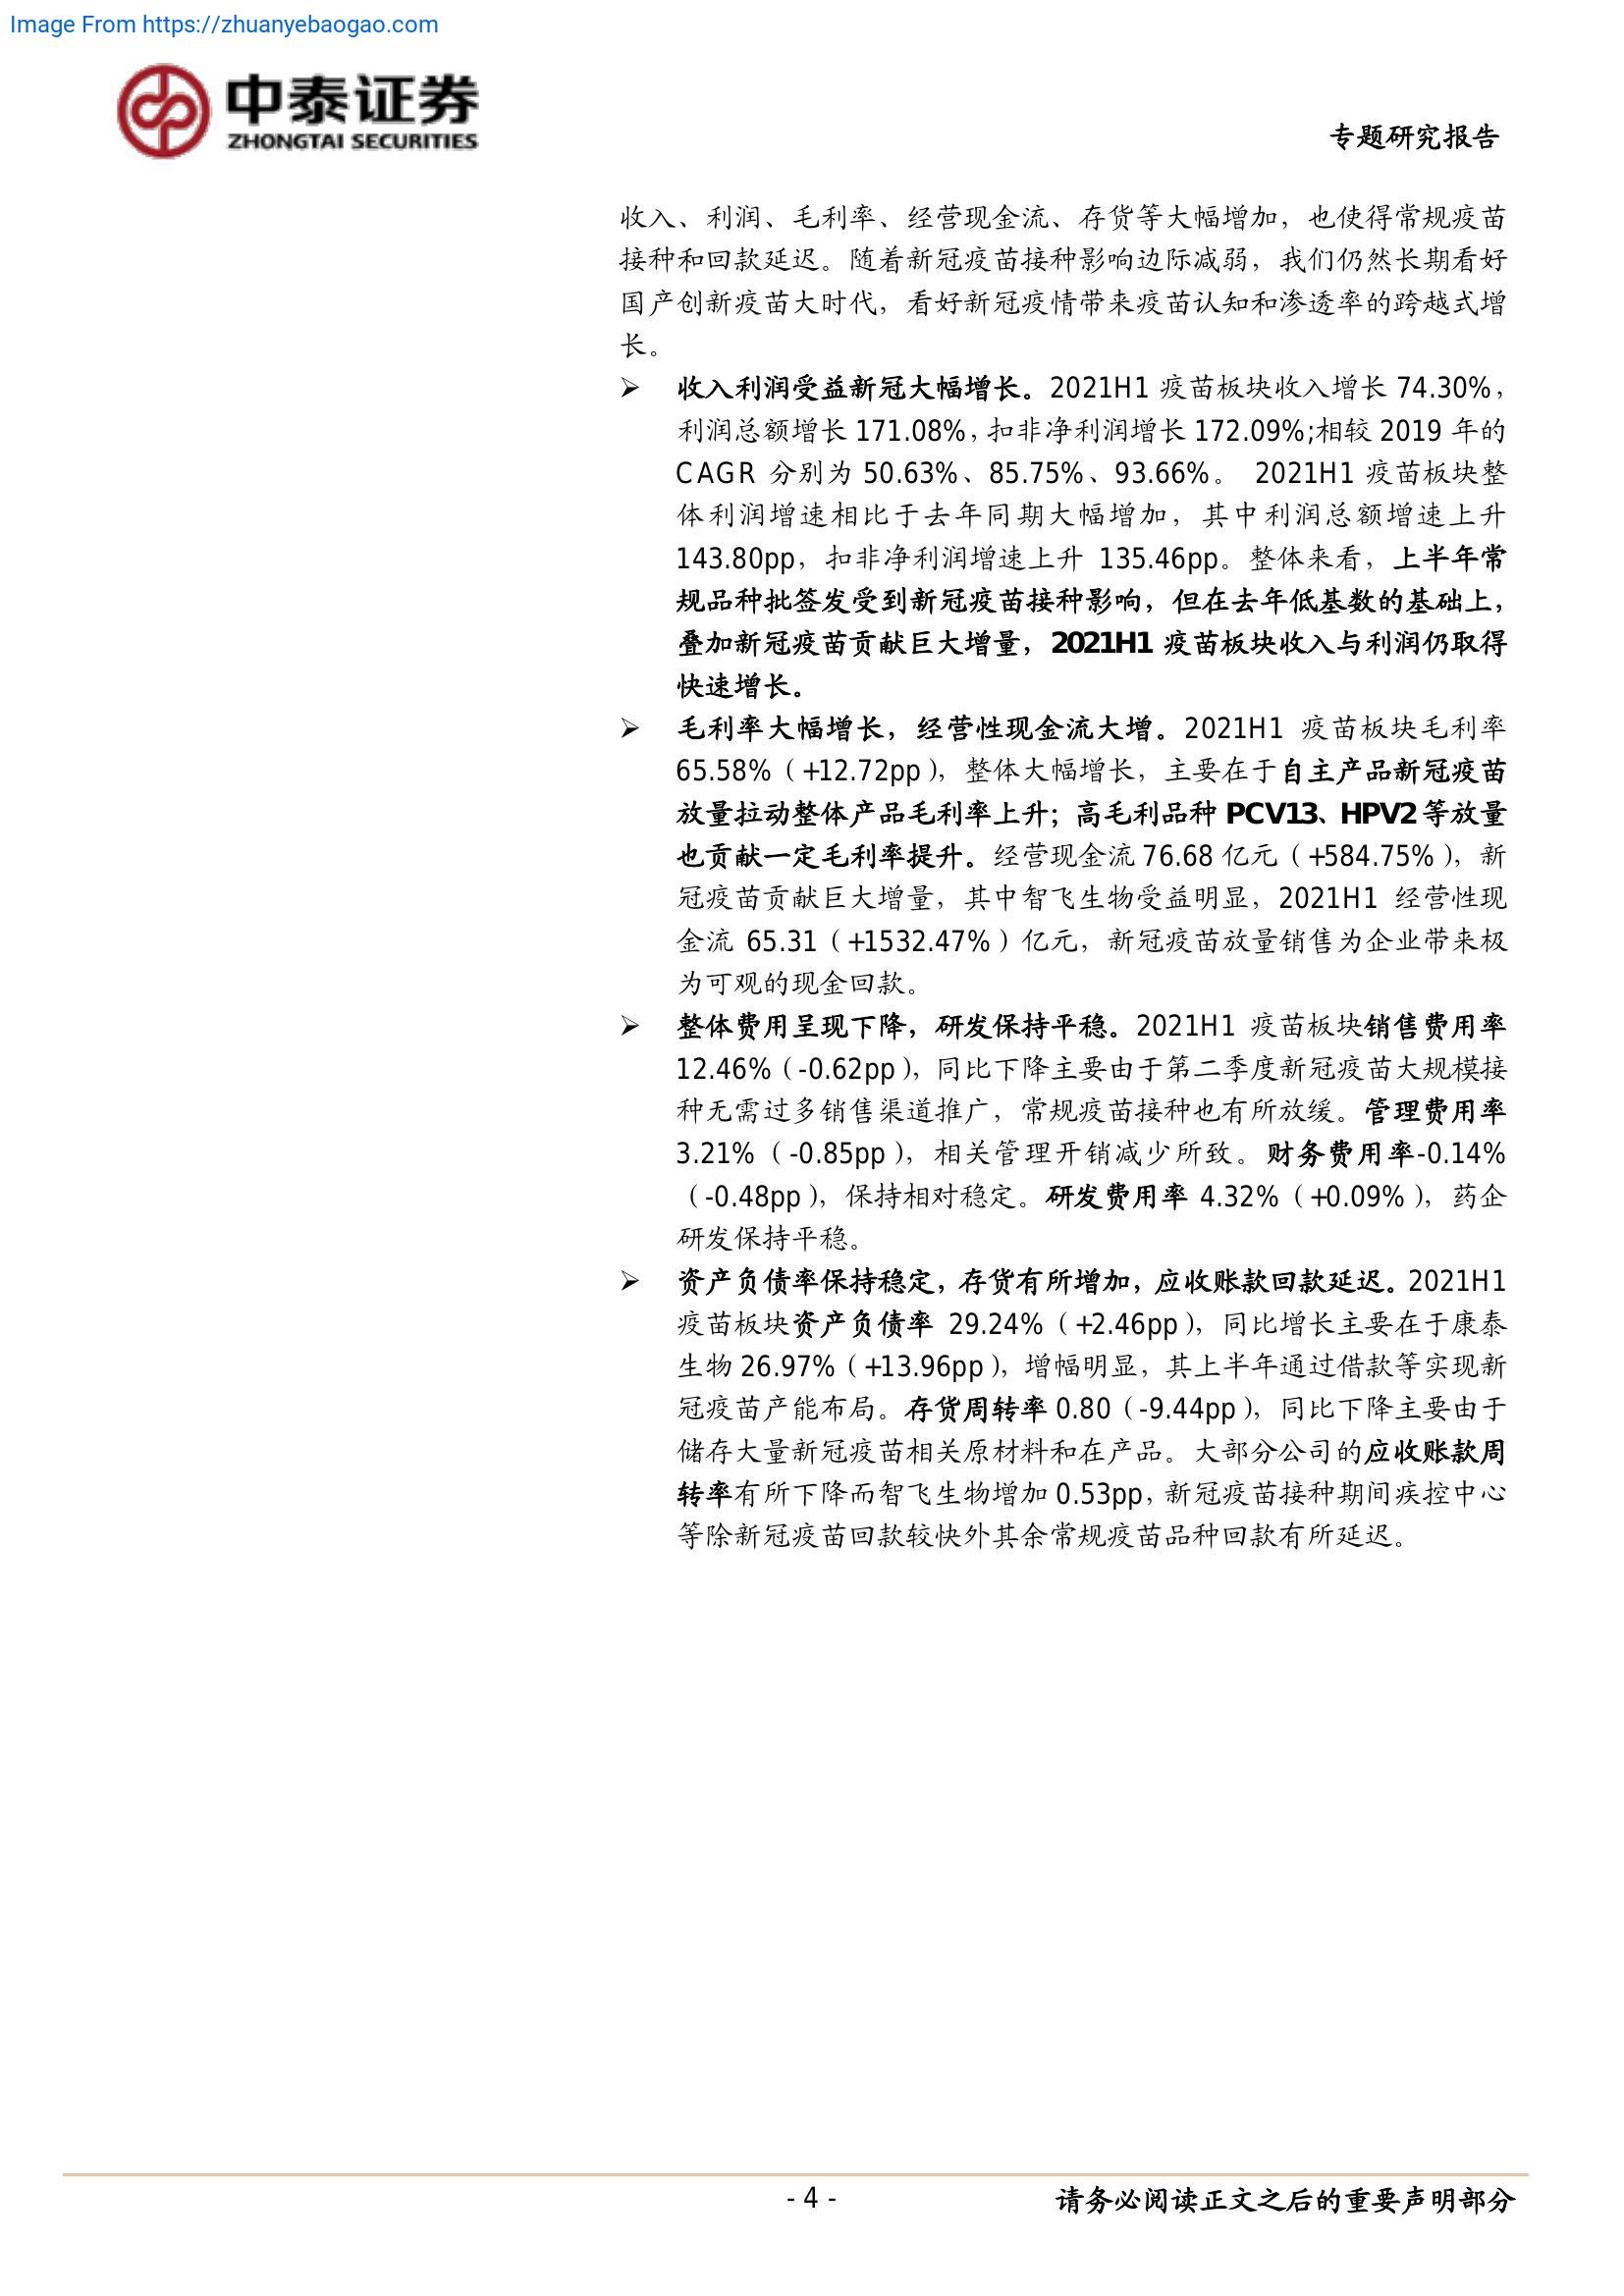 Image From https://zhuanyebaogao.com
中泰证券
ZHONGTAI SECURITIES
专题研究报告
收入、利润、毛利率、经营现金流、存货等大幅增加，也使得常规疫苗
接种和回款延迟。随着新冠疫苗接种影响边际减弱，我们仍然长期看好
国产创新疫苗大时代，看好新冠疫情带来疫苗认知和渗透率的跨越式增
长。
➢ 收入利润受益新冠大幅增长。2021H1 疫苗板块收入增长 74.30%，
利润总额增长 171.08%，扣非净利润增长 172.09%;相较 2019 年的
CAGR 分别为 50.63%、85.75%、93.66%。 2021H1 疫苗板块整
体利润增速相比于去年同期大幅增加，其中利润总额增速上升
143.80pp，扣非净利润增速上升 135.46pp。整体来看，上半年常
规品种批签发受到新冠疫苗接种影响，但在去年低基数的基础上，
叠加新冠疫苗贡献巨大增量，2021H1 疫苗板块收入与利润仍取得
快速增长。
➢ 毛利率大幅增长，经营性现金流大增。2021H1 疫苗板块毛利率
65.58%（+12.72pp），整体大幅增长，主要在于自主产品新冠疫苗
放量拉动整体产品毛利率上升；高毛利品种 PCV13、HPV2 等放量
也贡献一定毛利率提升。经营现金流 76.68 亿元（+584.75%），新
冠疫苗贡献巨大增量，其中智飞生物受益明显，2021H1 经营性现
金流 65.31（+1532.47%）亿元，新冠疫苗放量销售为企业带来极
为可观的现金回款。
➢ 整体费用呈现下降，研发保持平稳。2021H1 疫苗板块销售费用率
12.46%（-0.62pp），同比下降主要由于第二季度新冠疫苗大规模接
种无需过多销售渠道推广，常规疫苗接种也有所放缓。管理费用率
3.21%（-0.85pp），相关管理开销减少所致。财务费用率-0.14%
（-0.48pp），保持相对稳定。研发费用率 4.32%（+0.09%），药企
研发保持平稳。
➢ 资产负债率保持稳定，存货有所增加，应收账款回款延迟。2021H1
疫苗板块资产负债率 29.24%（+2.46pp），同比增长主要在于康泰
生物 26.97%（+13.96pp），增幅明显，其上半年通过借款等实现新
冠疫苗产能布局。存货周转率 0.80（-9.44pp），同比下降主要由于
储存大量新冠疫苗相关原材料和在产品。大部分公司的应收账款周
转率有所下降而智飞生物增加 0.53pp，新冠疫苗接种期间疾控中心
等除新冠疫苗回款较快外其余常规疫苗品种回款有所延迟。
- 4 -
请务必阅读正文之后的重要声明部分